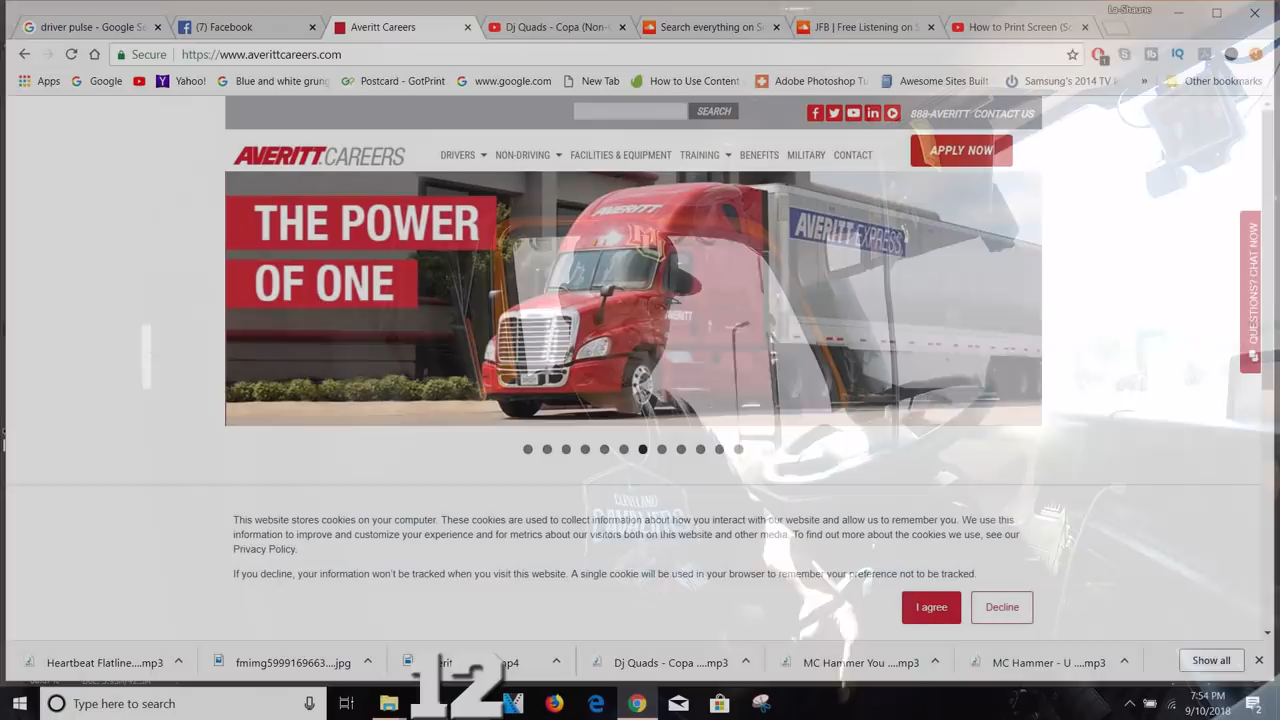 La-Shaune
driver pulse - Google Se
(7) Facebook
Averitt Careers
Dj Quads - Copa (Non-
Search everything on S
JFB | Free Listening on S
How to Print Screen (Sc
Secure
https://www.averittcareers.com
Apps
Google
Yahoo!
Blue and white grung
Postcard - GotPrint
www.google.com
New Tab
How to Use Content
Adobe Photoshop Tu
Awesome Sites Built
Samsung's 2014 TV
»
Other bookmarks
SEARCH
888-AVERITT CONTACT US
AVERITT CAREERS
DRIVERS
NON-DRIVING
FACILITIES & EQUIPMENT
TRAINING
BENEFITS
MILITARY
CONTACT
APPLY NOW
THE POWER
OF ONE
AVERITT
AVERITT EXPRESS
AVERITT
QUESTIONS? CHAT NOW
CLEVELAND
CAVALIERS
This website stores cookies on your computer. These cookies are used to collect information about how you interact with our website and allow us to remember you. We use this
information to improve and customize your experience and for metrics about our visitors both on this website and other media. To find out more about the cookies we use, see our
Privacy Policy.
If you decline, your information won't be tracked when you visit this website. A single cookie will be used in your browser to remember your preference not to be tracked.
I agree
Decline
Heartbeat Flatline....mp3
fmimg5999169663....jpg
Dj Quads - Copa ....mp3
MC Hammer You ....mp3
MC Hammer - U ....mp3
Show all
12
Type here to search
7:54 PM
9/10/2018